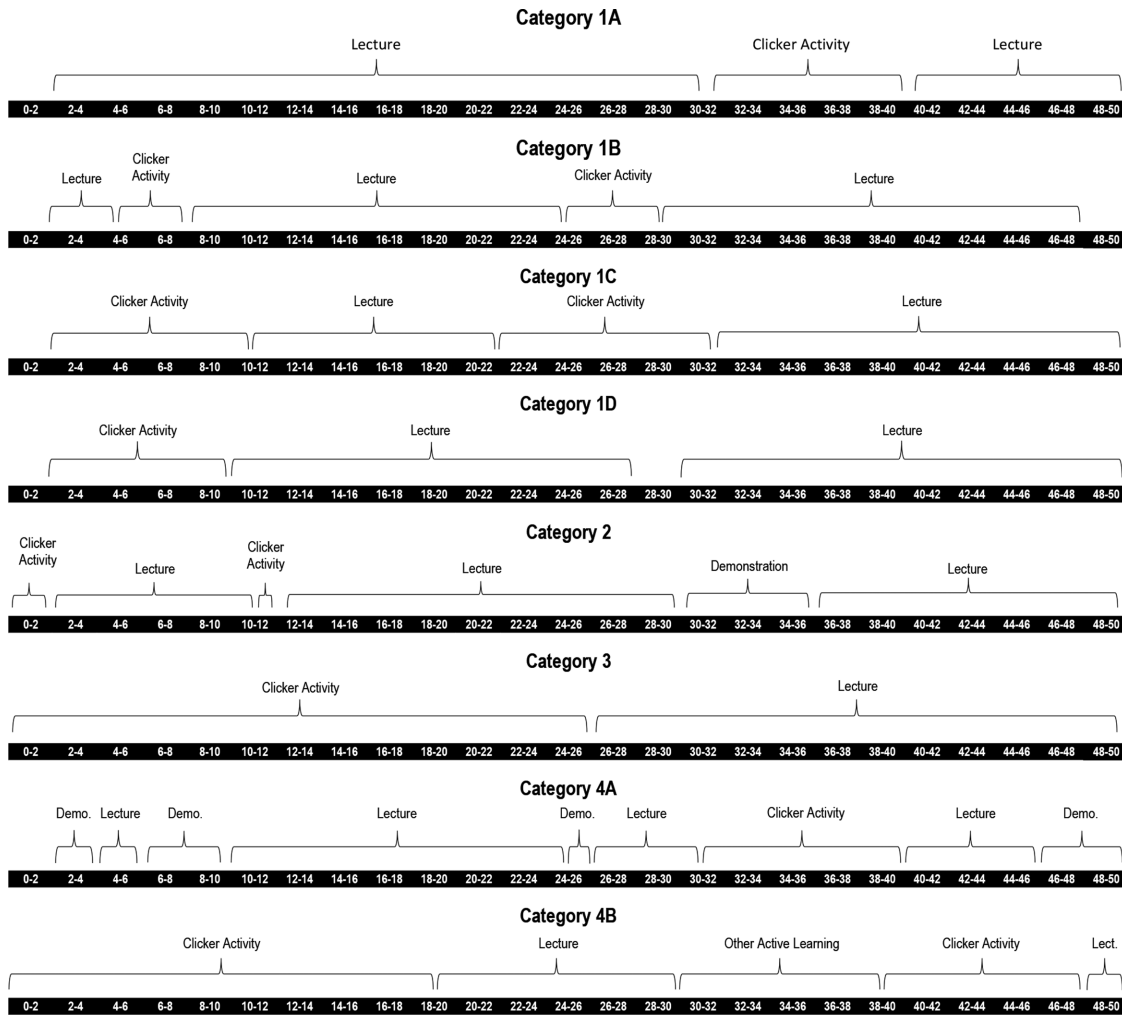 Category 1A
Lecture Clicker Activity Lecture
0-2 2-4 4-6 6-8 8-10 10-12 12-14 14-16 16-18 18-20 20-22 22-24 24-26 26-28 28-30 30-32 32-34 34-36 36-38 38-40 40-42 42-44 44-46 46-48 48-50
Category 1B
Lecture Clicker Activity Lecture Clicker Activity Lecture
0-2 2-4 4-6 6-8 8-10 10-12 12-14 14-16 16-18 18-20 20-22 22-24 24-26 26-28 28-30 30-32 32-34 34-36 36-38 38-40 40-42 42-44 44-46 46-48 48-50
Category 1C
Clicker Activity Lecture Clicker Activity Lecture
0-2 2-4 4-6 6-8 8-10 10-12 12-14 14-16 16-18 18-20 20-22 22-24 24-26 26-28 28-30 30-32 32-34 34-36 36-38 38-40 40-42 42-44 44-46 46-48 48-50
Category 1D
Clicker Activity Lecture Lecture
0-2 2-4 4-6 6-8 8-10 10-12 12-14 14-16 16-18 18-20 20-22 22-24 24-26 26-28 28-30 30-32 32-34 34-36 36-38 38-40 40-42 42-44 44-46 46-48 48-50
Category 2
Clicker Activity Lecture Clicker Activity Lecture Demonstration Lecture
0-2 2-4 4-6 6-8 8-10 10-12 12-14 14-16 16-18 18-20 20-22 22-24 24-26 26-28 28-30 30-32 32-34 34-36 36-38 38-40 40-42 42-44 44-46 46-48 48-50
Category 3
Clicker Activity Lecture
0-2 2-4 4-6 6-8 8-10 10-12 12-14 14-16 16-18 18-20 20-22 22-24 24-26 26-28 28-30 30-32 32-34 34-36 36-38 38-40 40-42 42-44 44-46 46-48 48-50
Category 4A
Demo. Lecture Demo. Lecture Demo. Lecture Clicker Activity Lecture Demo.
0-2 2-4 4-6 6-8 8-10 10-12 12-14 14-16 16-18 18-20 20-22 22-24 24-26 26-28 28-30 30-32 32-34 34-36 36-38 38-40 40-42 42-44 44-46 46-48 48-50
Category 4B
Clicker Activity Lecture Other Active Learning Clicker Activity Lect.
0-2 2-4 4-6 6-8 8-10 10-12 12-14 14-16 16-18 18-20 20-22 22-24 24-26 26-28 28-30 30-32 32-34 34-36 36-38 38-40 40-42 42-44 44-46 46-48 48-50